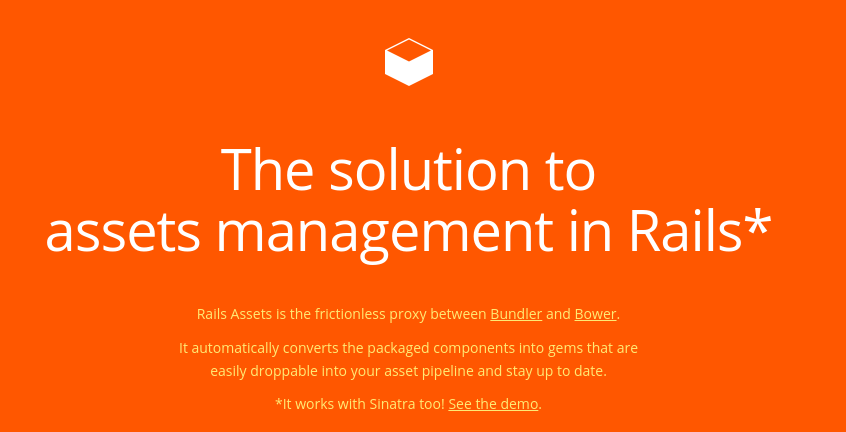 The solution to
assets management in Rails*
Rails Assets is the frictionless proxy between Bundler and Bower.
It automatically converts the packaged components into gems that are
easily droppable into your asset pipeline and stay up to date.
*It works with Sinatra too! See the demo.